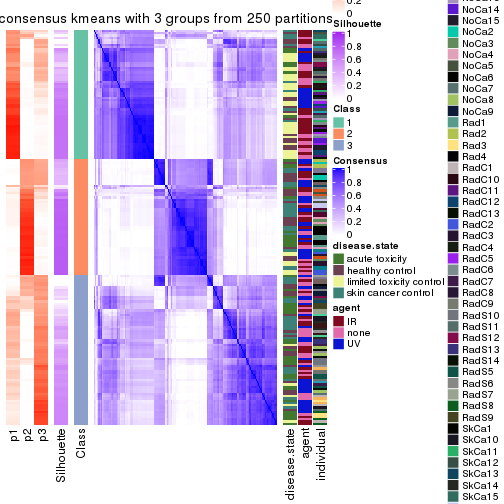 consensus kmeans with 3 groups from 250 partitions
0.2
0
Silhouette
1
0.8
0.6
0.4
0.2
0
Class
1
2
3
Consensus
1
0.8
0.6
0.4
0.2
0
disease.state
acute toxicity
healthy control
limited toxicity control
skin cancer control
agent
IR
none
UV
p1
p2
p3
Silhouette
Class
disease.state
agent
individual
NoCa14
NoCa15
NoCa2
NoCa3
NoCa4
NoCa5
NoCa6
NoCa7
NoCa8
NoCa9
Rad1
Rad2
Rad3
Rad4
RadC1
RadC10
RadC11
RadC12
RadC13
RadC2
RadC3
RadC4
RadC5
RadC6
RadC7
RadC8
RadC9
RadS10
RadS11
RadS12
RadS13
RadS14
RadS5
RadS6
RadS7
RadS8
RadS9
SkCa1
SkCa10
SkCa11
SkCa12
SkCa13
SkCa14
SkCa15